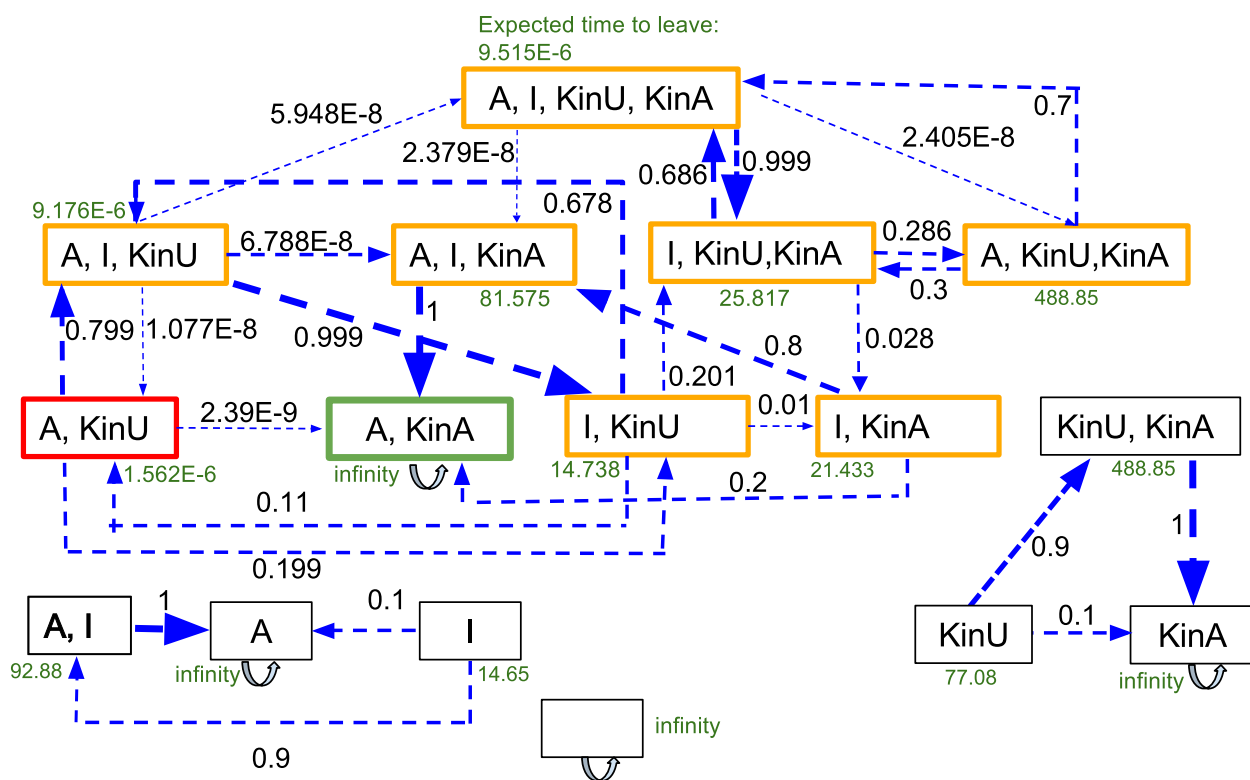 Expected time to leave:
9.515E-6
A, I, KinU, KinA
5.948E-8
2.379E-8
0.686
0.999
2.405E-8
0.7
9.176E-6
0.678
A, I, KinU
6.788E-8
A, I, KinA
I, KinU,KinA
0.286
A, KinU,KinA
0.3
81.575
25.817
488.85
0.799
1.077E-8
0.999
1
0.8
0.028
0.201
A, KinU
2.39E-9
A, KinA
I, KinU
0.01
I, KinA
KinU, KinA
1.562E-6
infinity
14.738
21.433
488.85
0.11
0.2
0.199
0.9
1
A, I
1
A
0.1
I
KinU
0.1
KinA
92.88
infinity
14.65
77.08
infinity
0.9
infinity